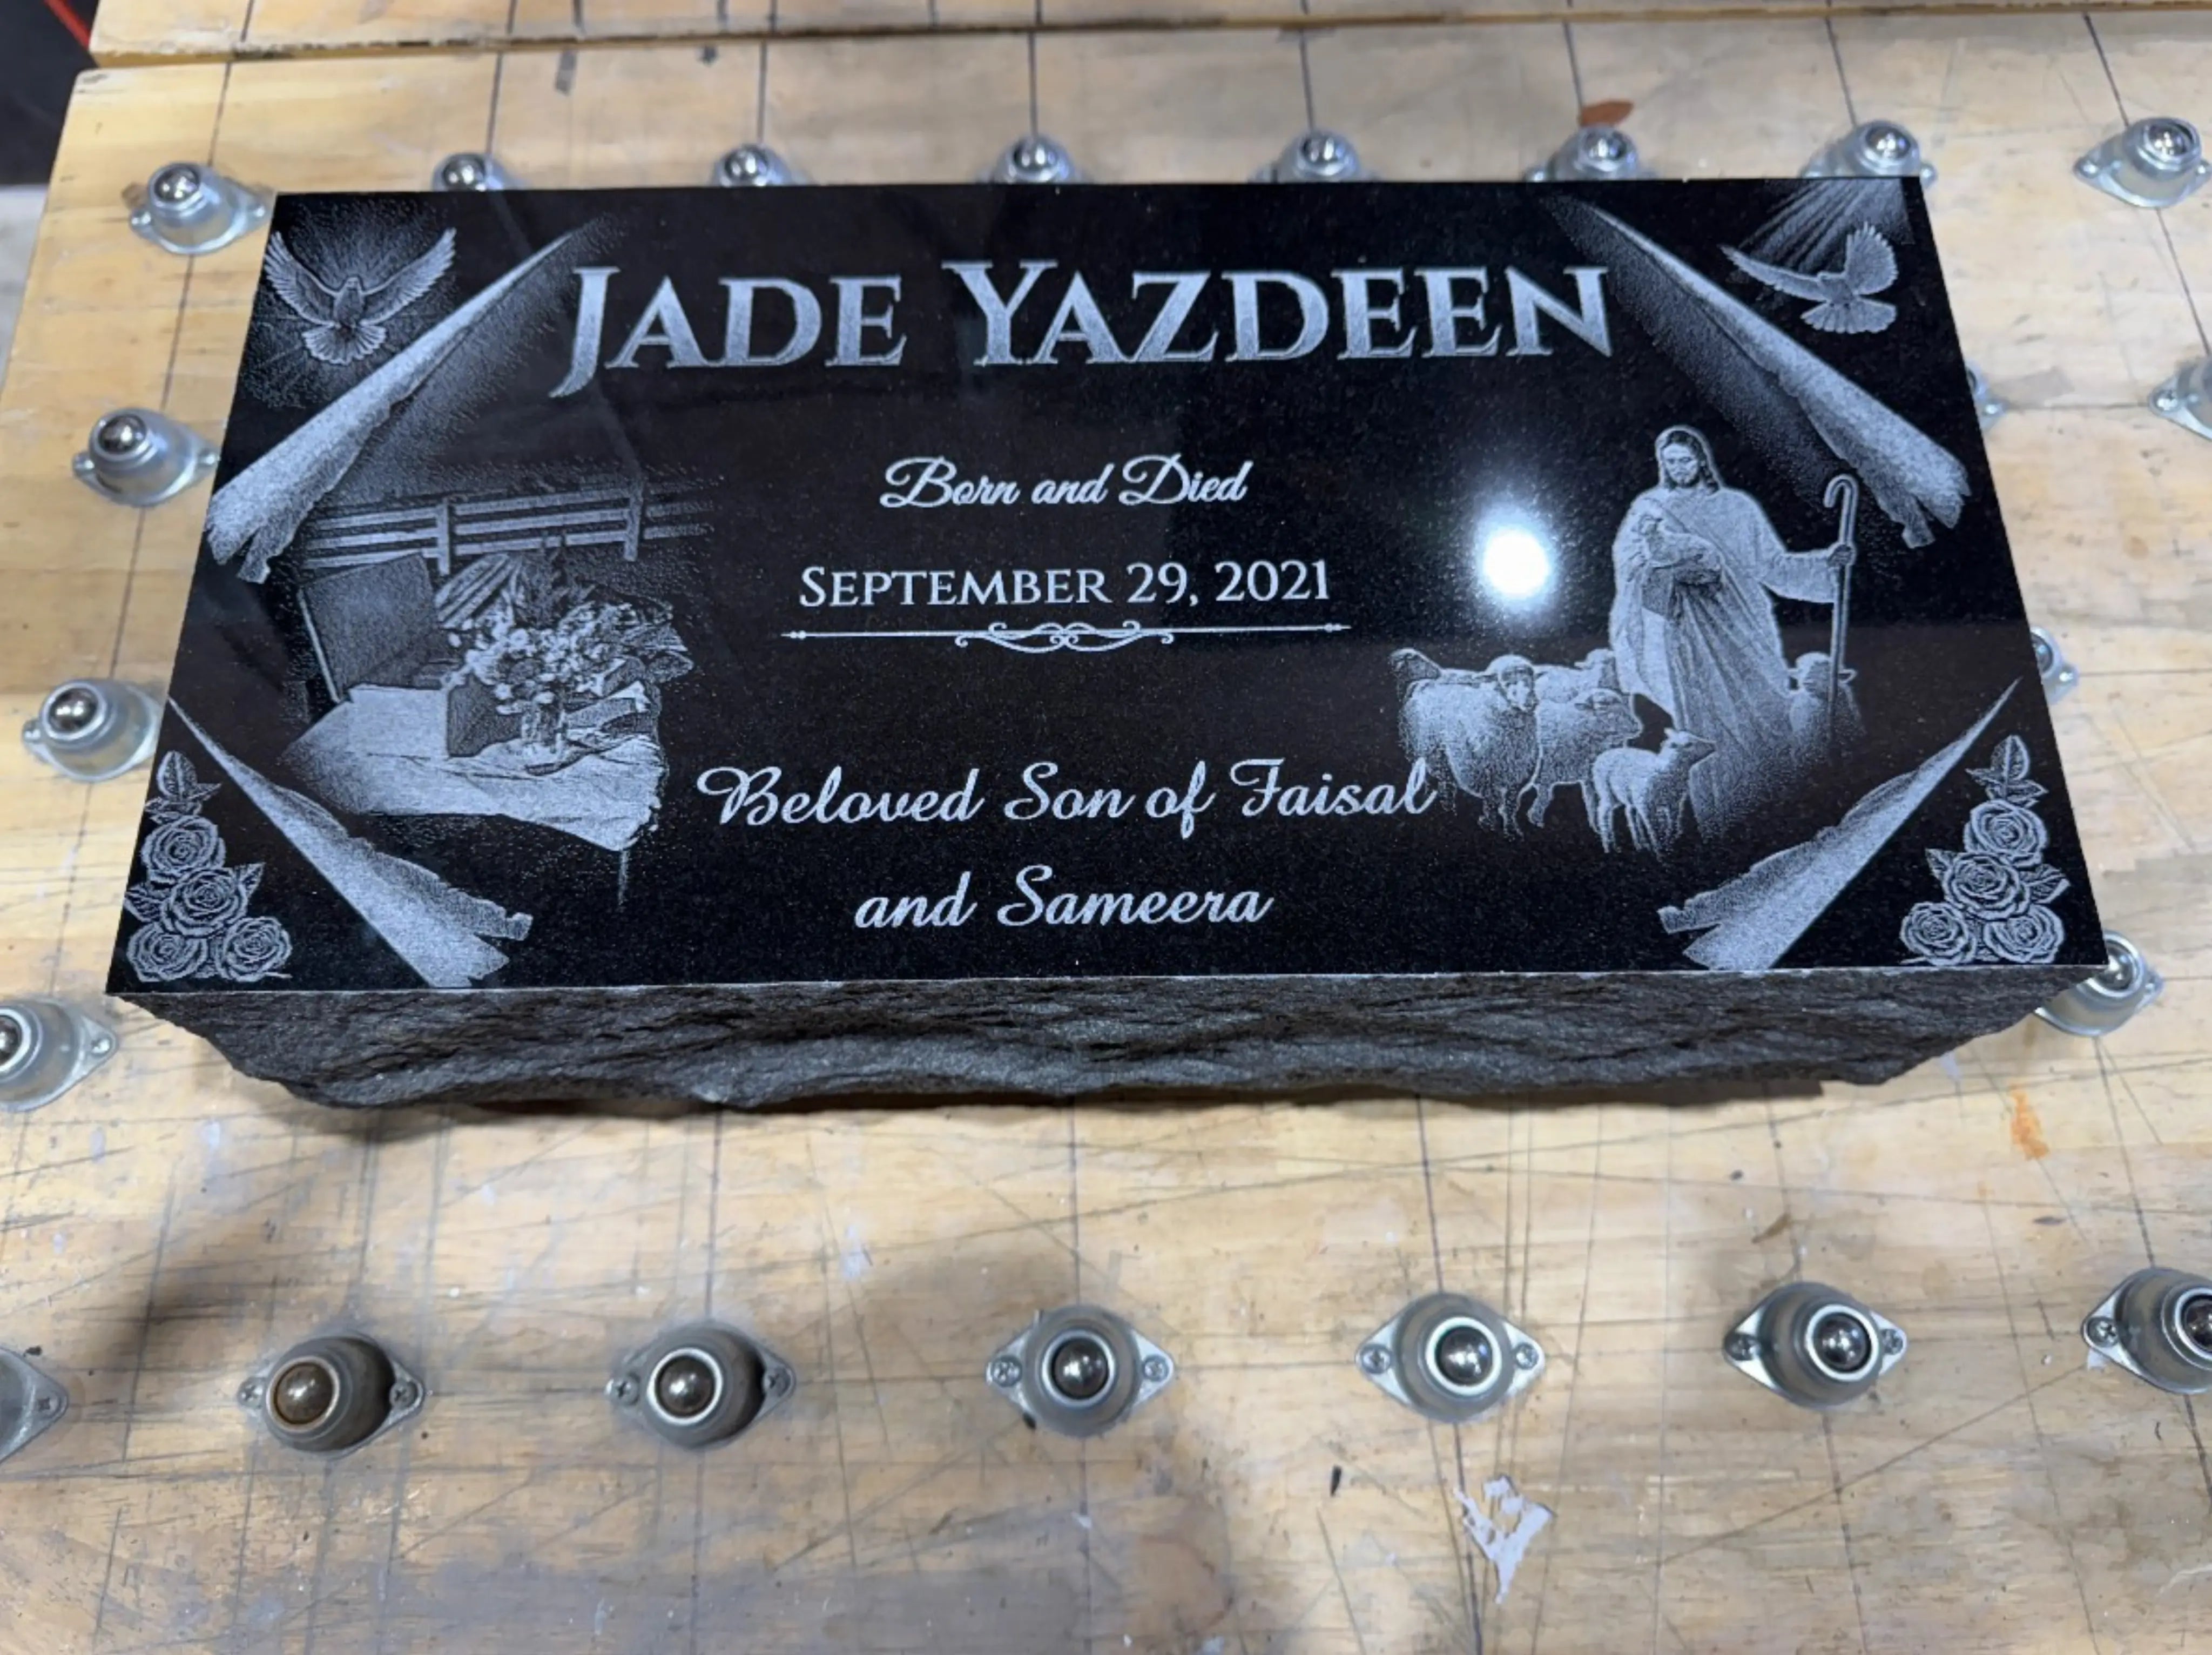 JADE YAZDEEN
Born and Died
SEPTEMBER 29, 2021
Beloved Son of Faisal
and Sameera